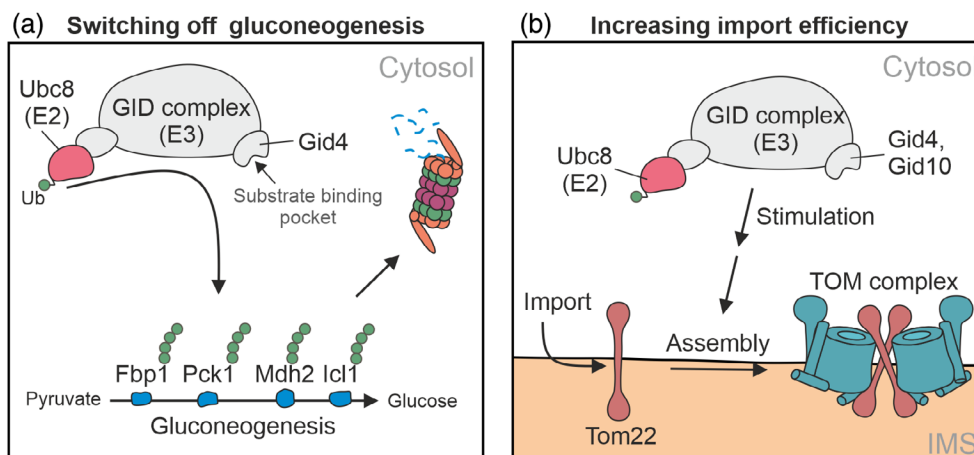 (a) Switching off gluconeogenesis
Cytosol
Ubc8
(E2)
GID complex
(E3)
Gid4
Ub
Substrate binding
pocket
Fbp1 Pck1 Mdh2 Icl1
Pyruvate
Glucose
Gluconeogenesis
(b) Increasing import efficiency
Cytoso
GID complex
(E3)
Gid4,
Gid10
Ubc8
(E2)
Stimulation
TOM complex
Import
Assembly
Tom22
IMS